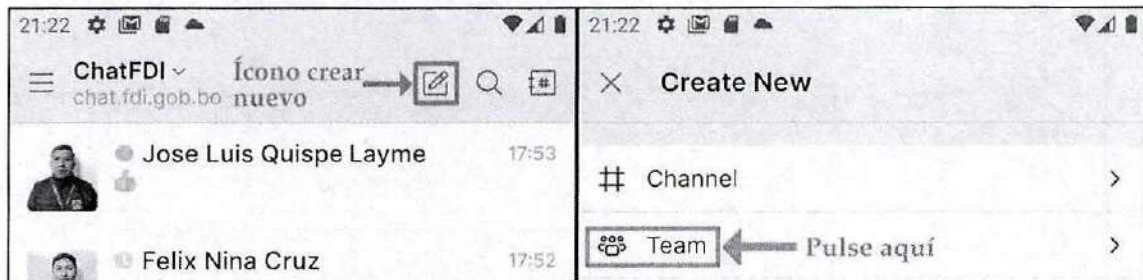 21:22
ChatFDI
chat.fdi.gob.bo
Ícono crear
nuevo
Jose Luis Quispe Layme
17:53
Felix Nina Cruz
17:52
21:22
Create New
Channel
Team
Pulse aquí